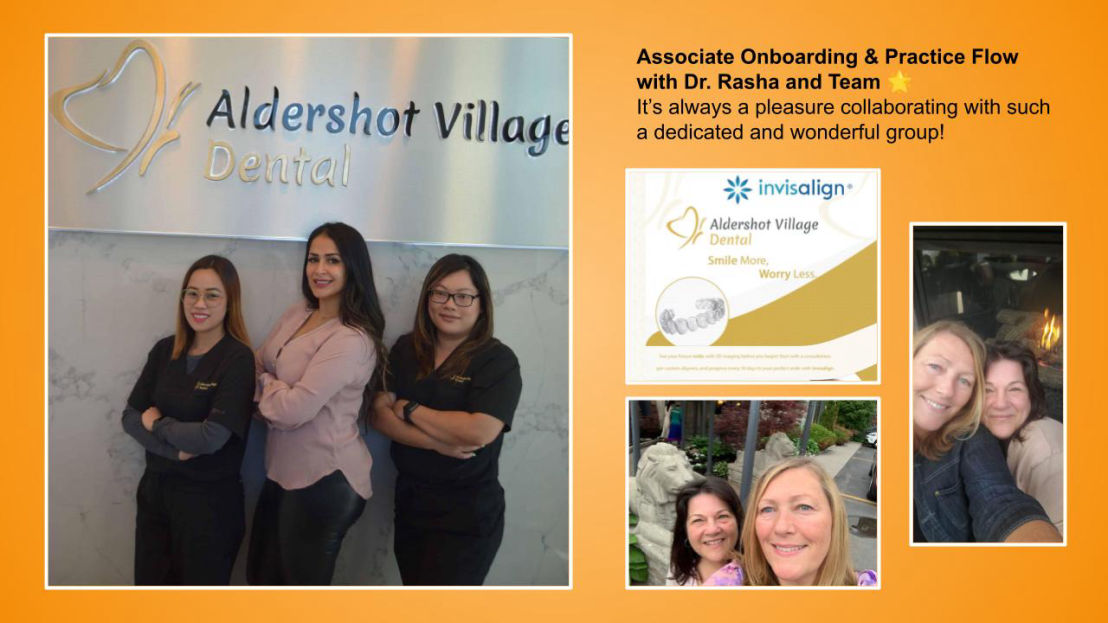 Aldershot Village
Dental
Associate Onboarding & Practice Flow
with Dr. Rasha and Team 🌟
It’s always a pleasure collaborating with such
a dedicated and wonderful group!
invisalign®
Aldershot Village
Dental
Smile More,
Worry Less.